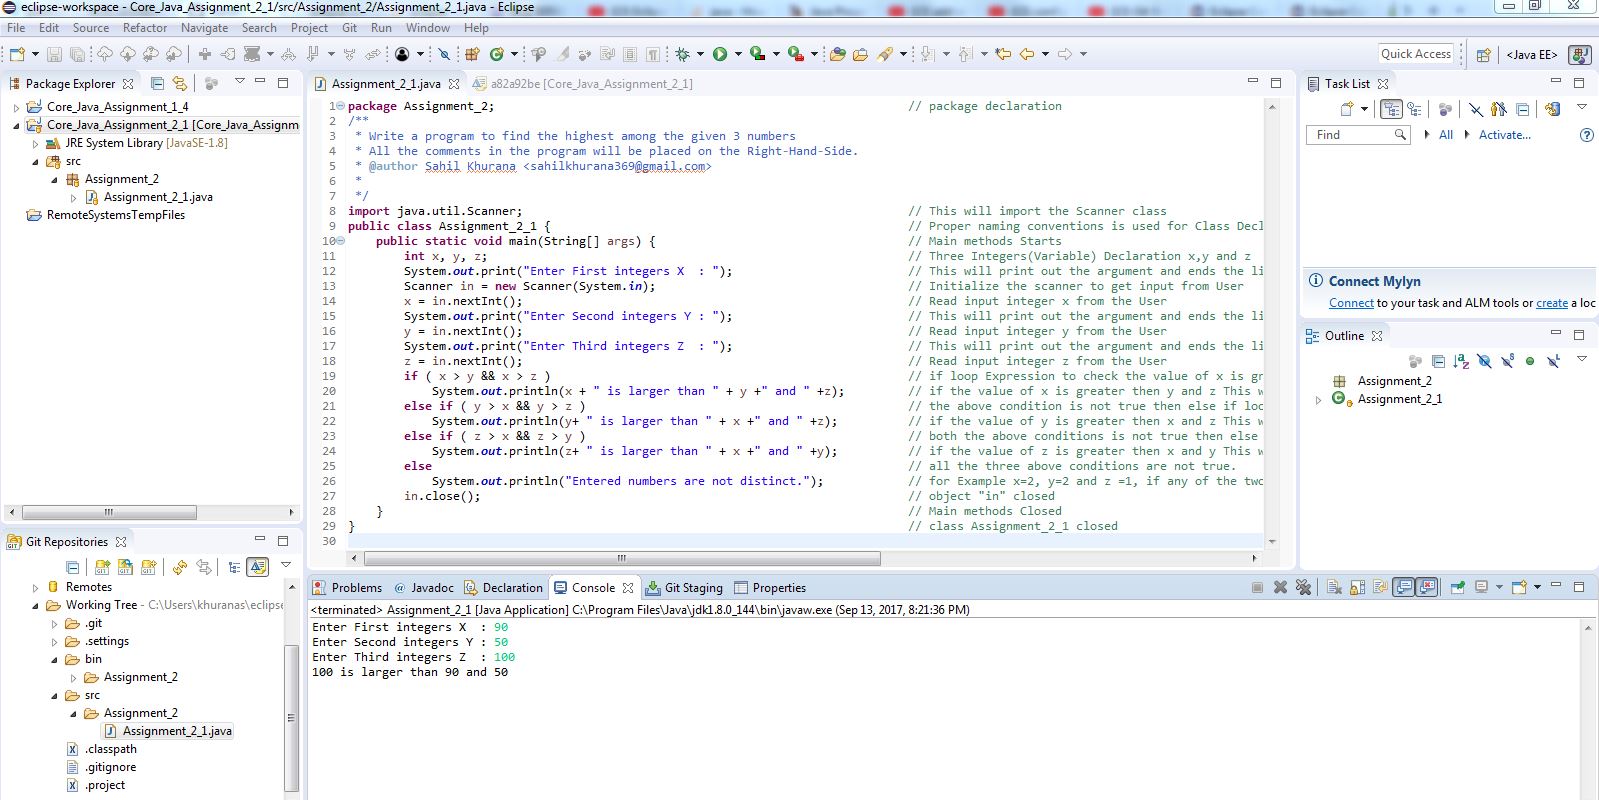 eclipse-workspace - Core_Java_Assignment_2_1/src/Assignment_2/Assignment_2_1.java - Eclipse
File Edit Source Refactor Navigate Search Project Git Run Window Help
Quick Access
<Java EE>
Package Explorer
Core_Java_Assignment_1_4
Core_Java_Assignment_2_1 [Core_Java_Assignm
JRE System Library [JavaSE-1.8]
src
Assignment_2
Assignment_2_1.java
RemoteSystemsTempFiles
Assignment_2_1.java a82a92be [Core_Java_Assignment_2_1]
1 package Assignment_2; // package declaration
2 /**
3 * Write a program to find the highest among the given 3 numbers
4 * All the comments in the program will be placed on the Right-Hand-Side.
5 * @author Sahil Khurana <sahilkhurana369@gmail.com>
6 *
7 */
8 import java.util.Scanner; // This will import the Scanner class
9 public class Assignment_2_1 { // Proper naming conventions is used for Class Decl
10 public static void main(String[] args) { // Main methods Starts
11 int x, y, z; // Three Integers(Variable) Declaration x,y and z
12 System.out.print("Enter First integers X  : "); // This will print out the argument and ends the li
13 Scanner in = new Scanner(System.in); // Initialize the scanner to get input from User
14 x = in.nextInt(); // Read input integer x from the User
15 System.out.print("Enter Second integers Y : "); // This will print out the argument and ends the li
16 y = in.nextInt(); // Read input integer y from the User
17 System.out.print("Enter Third integers Z  : "); // This will print out the argument and ends the li
18 z = in.nextInt(); // Read input integer z from the User
19 if ( x > y && x > z ) // if loop Expression to check the value of x is gr
20 System.out.println(x + " is larger than " + y +" and " +z); // if the value of x is greater then y and z This w
21 else if ( y > x && y > z ) // the above condition is not true then else if loc
22 System.out.println(y+ " is larger than " + x +" and " +z); // if the value of y is greater then x and z This w
23 else if ( z > x && z > y ) // both the above conditions is not true then else
24 System.out.println(z+ " is larger than " + x +" and " +y); // if the value of z is greater then x and y This w
25 else // all the three above conditions are not true.
26 System.out.println("Entered numbers are not distinct."); // for Example x=2, y=2 and z =1, if any of the two
27 in.close(); // object "in" closed
28 } // Main methods Closed
29 } // class Assignment_2_1 closed
30
Task List
Find All Activate...
Connect Mylyn
Connect to your task and ALM tools or create a loc
Outline
Assignment_2
Assignment_2_1
Git Repositories
Remotes
Working Tree - C:\Users\khuranas\eclipse
.git
.settings
bin
Assignment_2
src
Assignment_2
Assignment_2_1.java
.classpath
.gitignore
.project
Problems @ Javadoc Declaration Console Git Staging Properties
<terminated> Assignment_2_1 [Java Application] C:\Program Files\Java\jdk1.8.0_144\bin\javaw.exe (Sep 13, 2017, 8:21:36 PM)
Enter First integers X  : 90
Enter Second integers Y : 50
Enter Third integers Z  : 100
100 is larger than 90 and 50